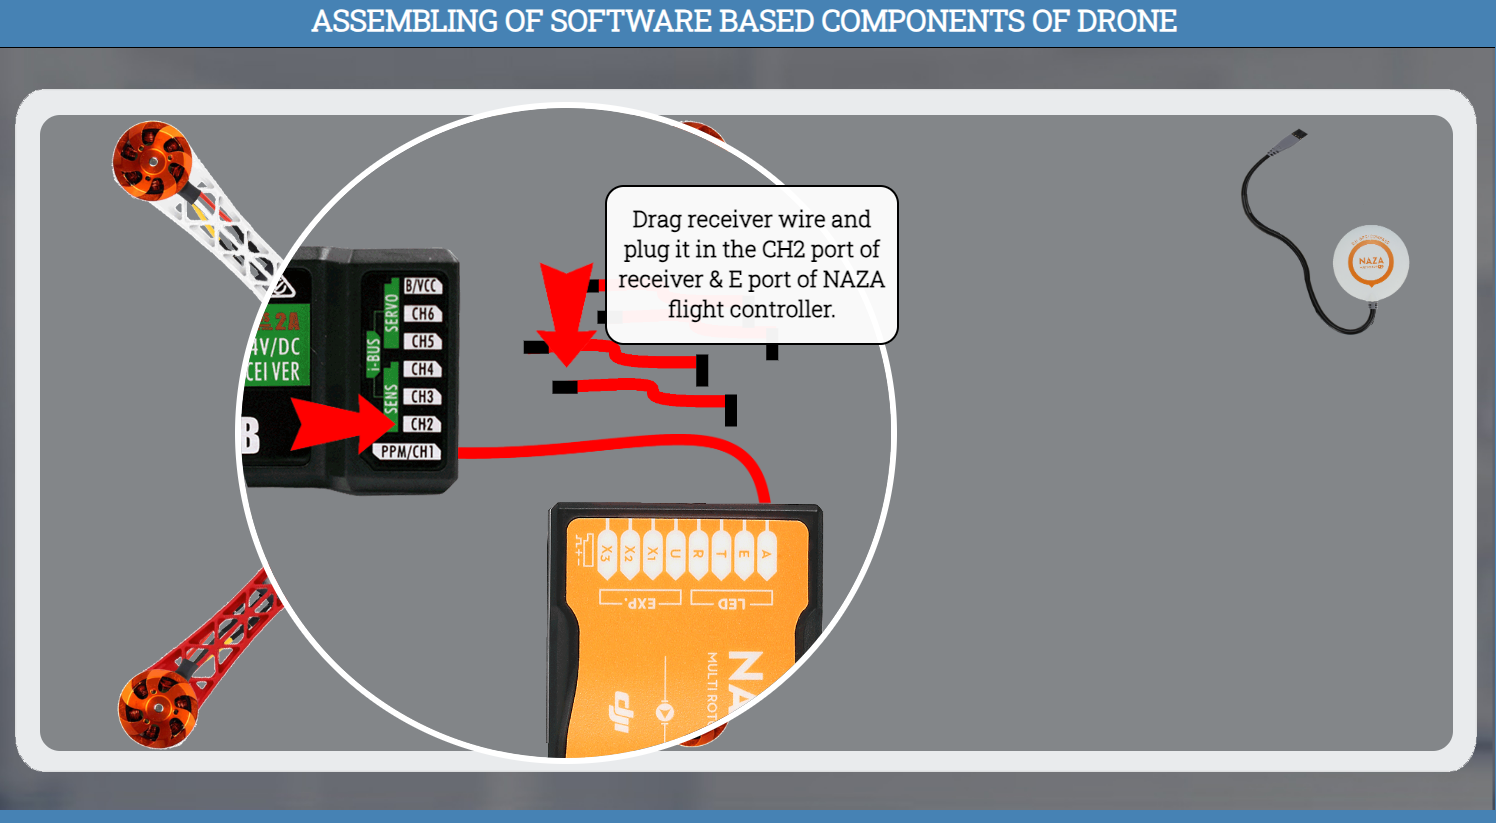 ASSEMBLING OF SOFTWARE BASED COMPONENTS OF DRONE
Drag receiver wire and
plug it in the CH2 port of
receiver & E port of NAZA
flight controller.
NAZA
2A
4V/DC
CEIVER
B
i-BUS
SERVO
SENS
B/VCC
CH6
CH5
CH4
CH3
CH2
PPM/CH1
X3
X2
X1
U
R
T
E
A
EXP.
LED
NA
MULTI ROTO
dji